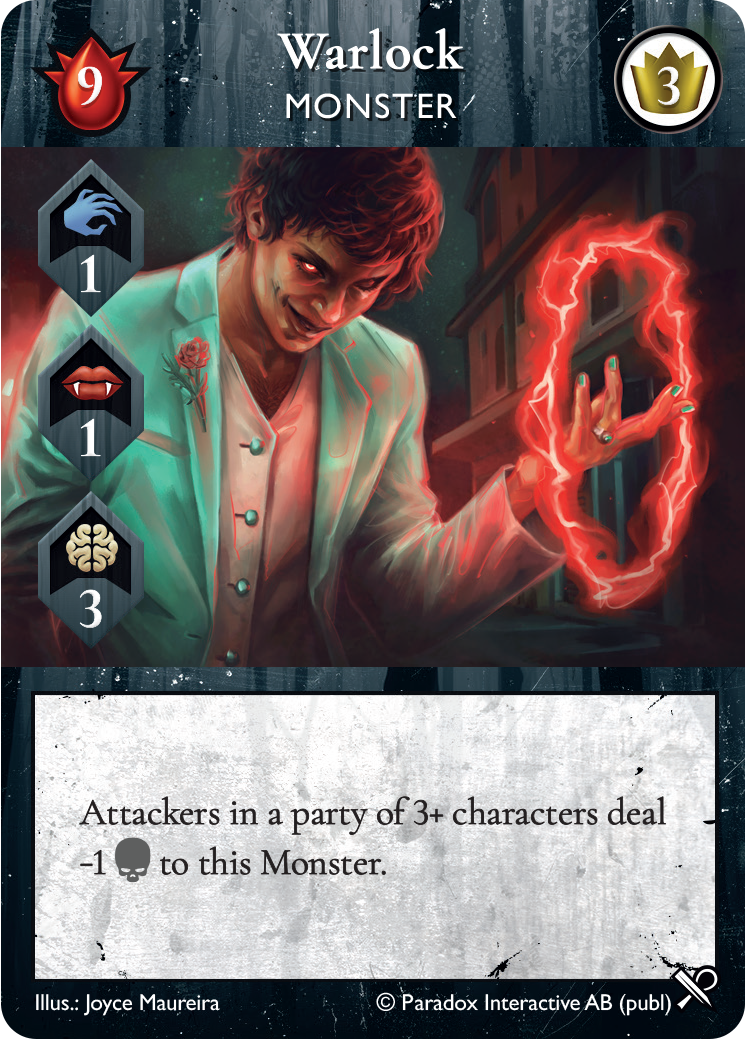 9
Warlock
3
MONSTER
1
1
3
Attackers in a party of 3+ characters deal
-1 to this Monster.
Illus.: Joyce Maureira
© Paradox Interactive AB (publ)